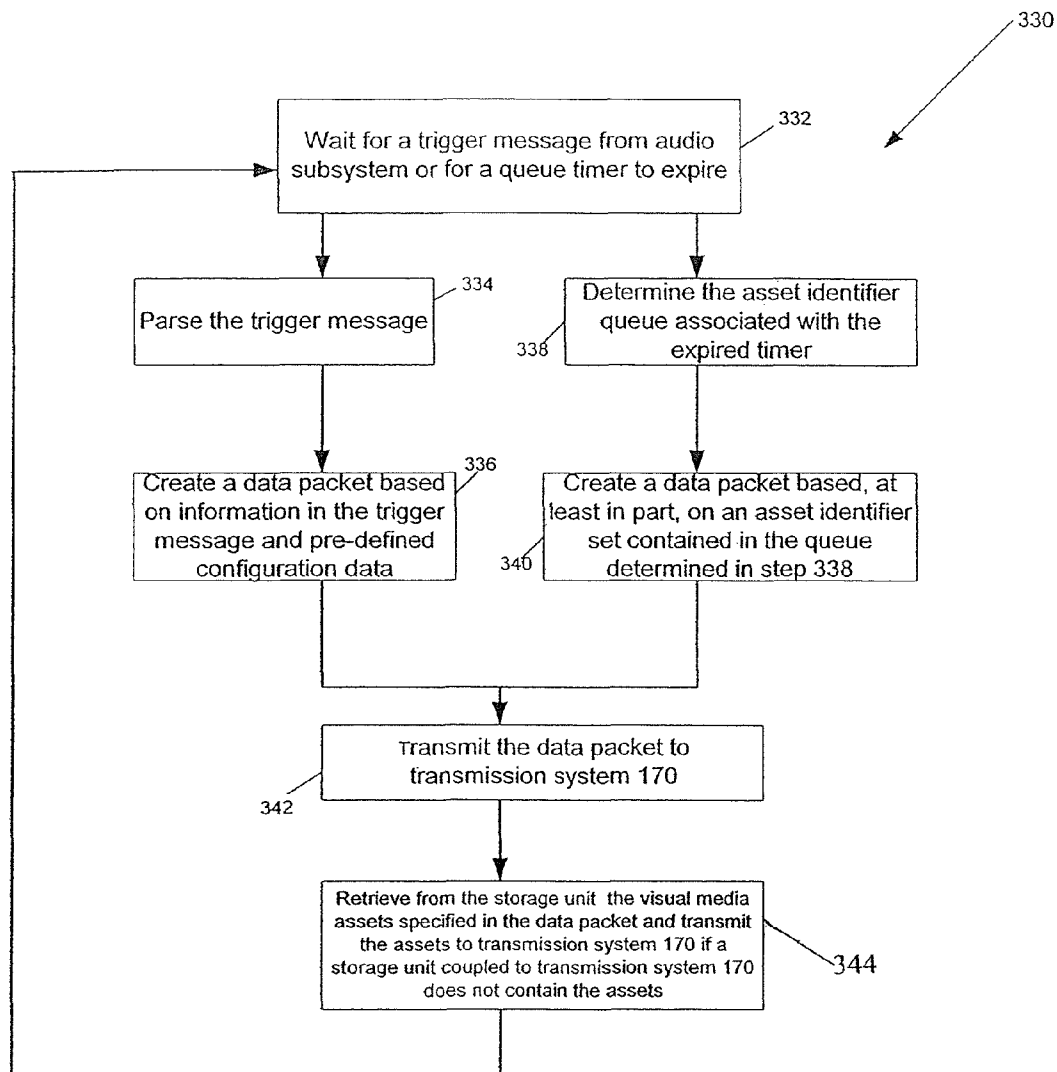 330
332
Wait for a trigger message from audio
subsystem or for a queue timer to expire
334
Parse the trigger message
Determine the asset identifier
queue associated with the
expired timer
338
336
Create a data packet based
on information in the trigger
message and pre-defined
configuration data
Create a data packet based, at
least in part, on an asset identifier
set contained in the queue
determined in step 338
340
Transmit the data packet to
transmission system 170
342
Retrieve from the storage unit the visual media
assets specified in the data packet and transmit
the assets to transmission system 170 if a
storage unit coupled to transmission system 170
does not contain the assets
344